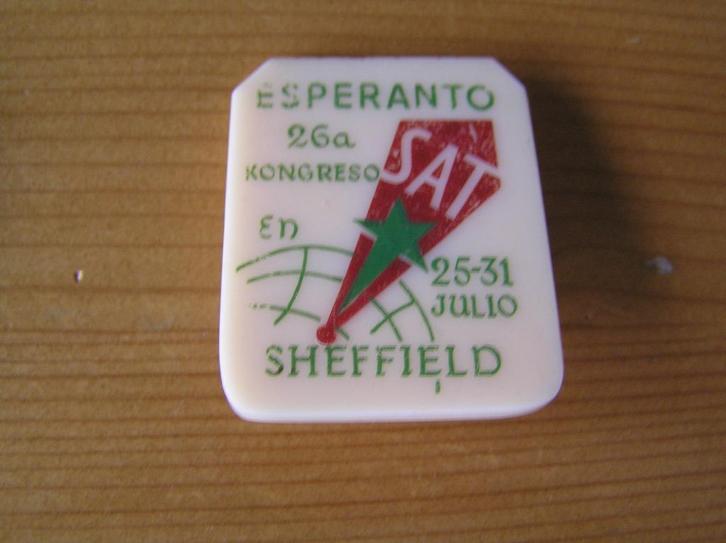 ESPERANTO
26a
KONGRESO
SAT
En
25-31
JULIO
SHEFFIELD